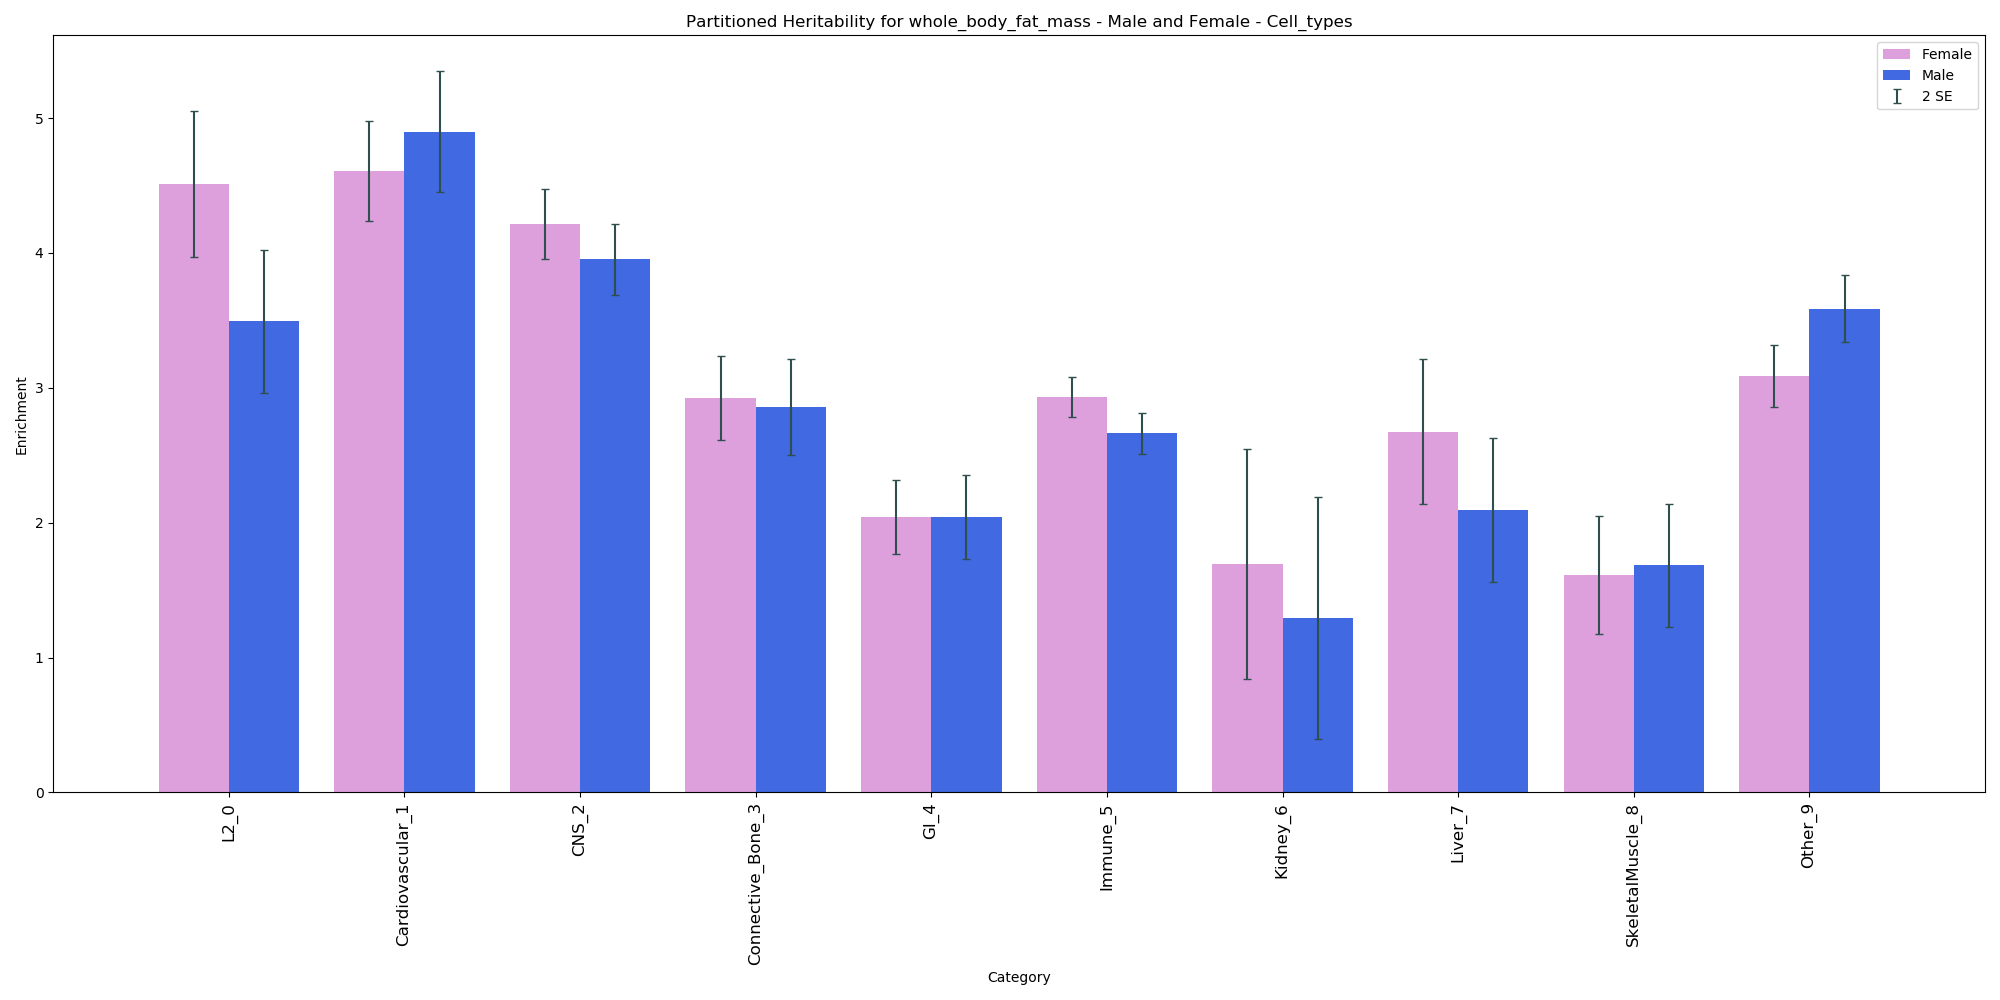 Partitioned Heritability for whole_body_fat_mass - Male and Female - Cell_types
Female
Male
2 SE
Enrichment
5
4
3
2
1
0
L2_0
Cardiovascular_1
CNS_2
Connective_Bone_3
GI_4
Immune_5
Kidney_6
Liver_7
SkeletalMuscle_8
Other_9
Category